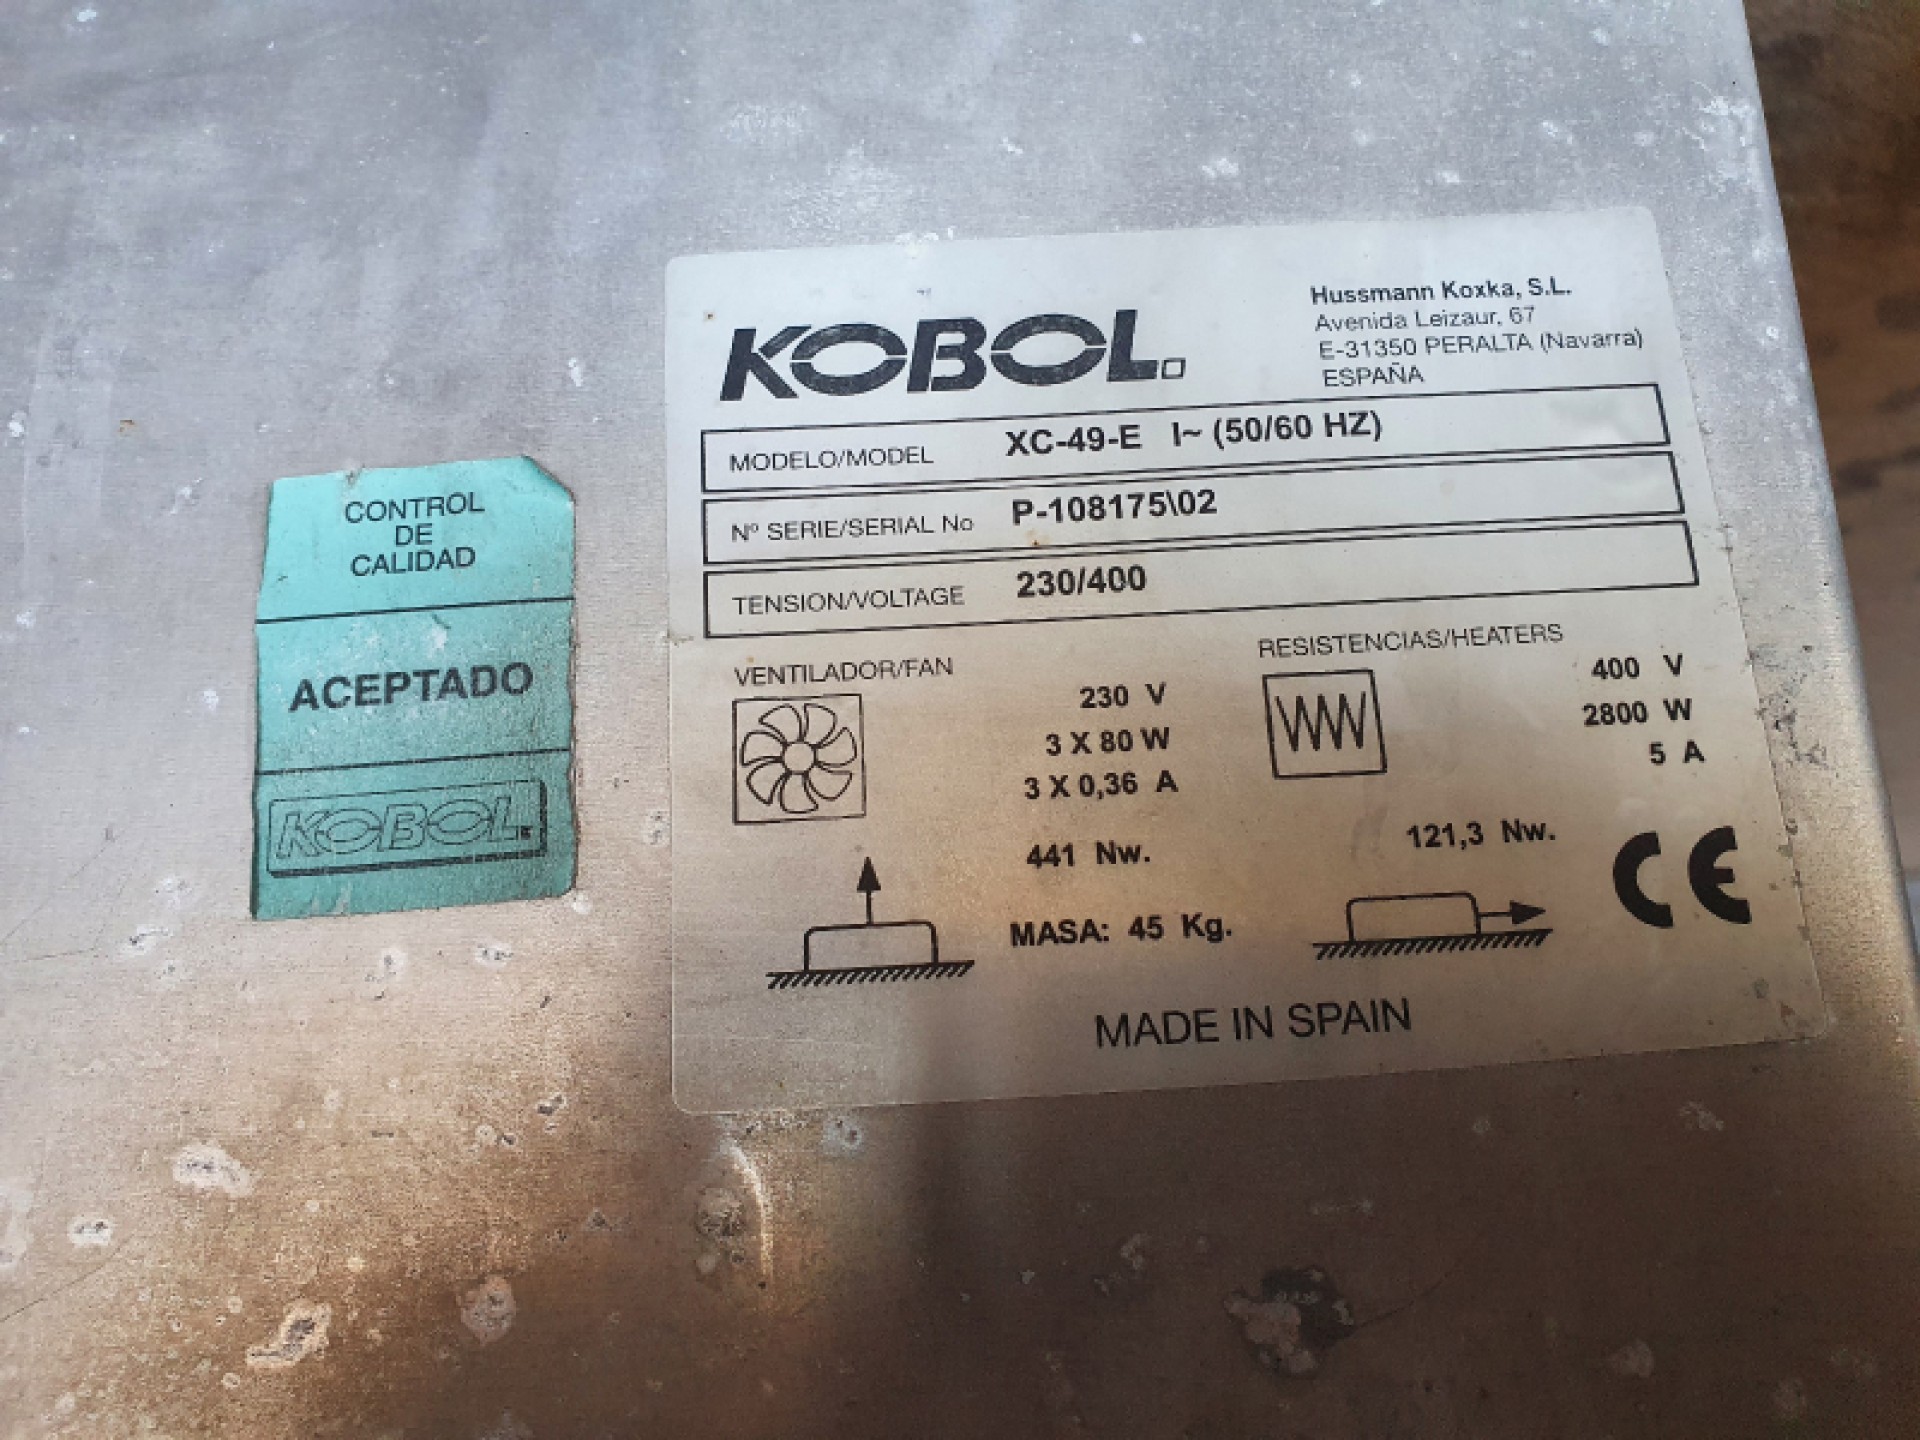 KOBOL
Hussmann Koxka, S.L.
Avenida Leizaur, 67
E-31350 PERALTA (Navarra)
ESPAÑA
MODELO/MODEL XC-49-E I~ (50/60 HZ)
Nº SERIE/SERIAL No P-108175\02
TENSION/VOLTAGE 230/400
VENTILADOR/FAN
230 V
3 X 80 W
3 X 0,36 A
RESISTENCIAS/HEATERS
400 V
2800 W
5 A
441 Nw.
121,3 Nw.
MASA: 45 Kg.
CE
MADE IN SPAIN
CONTROL
DE
CALIDAD
ACEPTADO
KOBOL